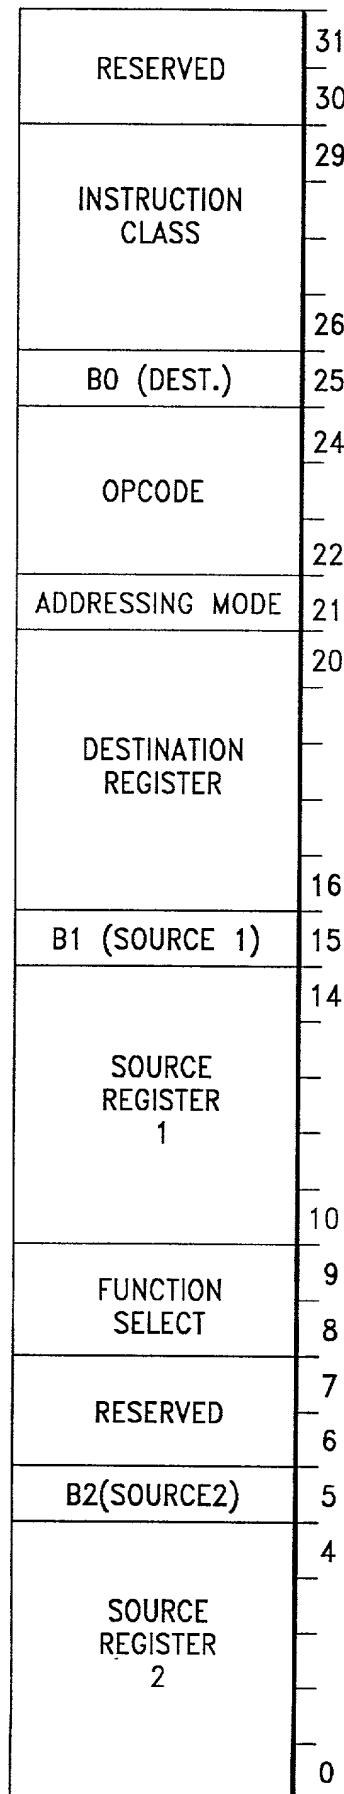 RESERVED
31
30
INSTRUCTION
CLASS
29
26
B0 (DEST.)
25
OPCODE
24
22
ADDRESSING MODE
21
DESTINATION
REGISTER
20
16
B1 (SOURCE 1)
15
SOURCE
REGISTER
1
14
10
FUNCTION
SELECT
9
8
RESERVED
7
6
B2(SOURCE2)
5
SOURCE
REGISTER
2
4
0